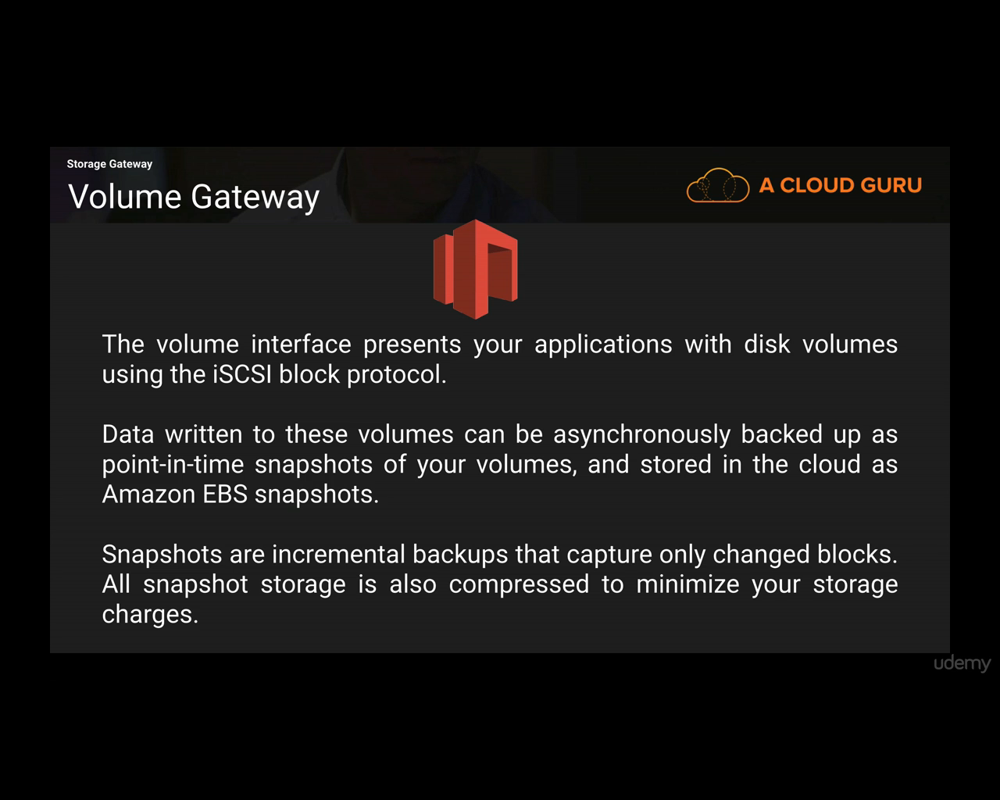 Storage Gateway
Volume Gateway
A CLOUD GURU
The volume interface presents your applications with disk volumes
using the iSCSI block protocol.
Data written to these volumes can be asynchronously backed up as
point-in-time snapshots of your volumes, and stored in the cloud as
Amazon EBS snapshots.
Snapshots are incremental backups that capture only changed blocks.
All snapshot storage is also compressed to minimize your storage
charges.
udemy